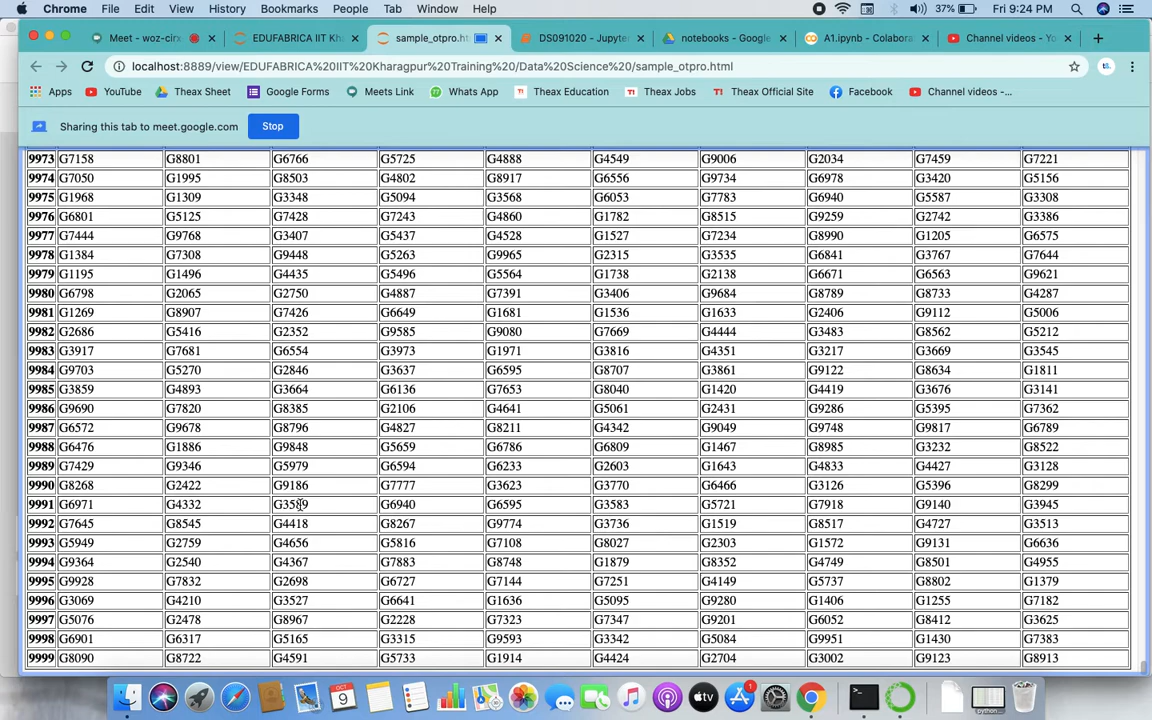 Chrome File Edit View History Bookmarks People Tab Window Help 37% Fri 9:24 PM
Meet - woz-cir EDUFABRICA IIT Kha sample_otpro.h DS091020 - Jupyter notebooks - Google A1.ipynb - Colabora Channel videos - Yo
localhost:8889/view/EDUFABRICA%20IIT%20Kharagpur%20Training%20/Data%20Science%20/sample_otpro.html
Apps YouTube Theax Sheet Google Forms Meets Link Whats App Theax Education Theax Jobs Theax Official Site Facebook Channel videos -...
Sharing this tab to meet.google.com Stop
9973 G7158 G8801 G6766 G5725 G4888 G4549 G9006 G2034 G7459 G7221
9974 G7050 G1995 G8503 G4802 G8917 G6556 G9734 G6978 G3420 G5156
9975 G1968 G1309 G3348 G5094 G3568 G6053 G7783 G6940 G5587 G3308
9976 G6801 G5125 G7428 G7243 G4860 G1782 G8515 G9259 G2742 G3386
9977 G7444 G9768 G3407 G5437 G4528 G1527 G7234 G8990 G1205 G6575
9978 G1384 G7308 G9448 G5263 G9965 G2315 G3535 G6841 G3767 G7644
9979 G1195 G1496 G4435 G5496 G5564 G1738 G2138 G6671 G6563 G9621
9980 G6798 G2065 G2750 G4887 G7391 G3406 G9684 G8789 G8733 G4287
9981 G1269 G8907 G7426 G6649 G1681 G1536 G1633 G2406 G9112 G5006
9982 G2686 G5416 G2352 G9585 G9080 G7669 G4444 G3483 G8562 G5212
9983 G3917 G7681 G6554 G3973 G1971 G3816 G4351 G3217 G3669 G3545
9984 G9703 G5270 G2846 G3637 G6595 G8707 G3861 G9122 G8634 G1811
9985 G3859 G4893 G3664 G6136 G7653 G8040 G1420 G4419 G3676 G3141
9986 G9690 G7820 G8385 G2106 G4641 G5061 G2431 G9286 G5395 G7362
9987 G6572 G9678 G8796 G4827 G8211 G4342 G9049 G9748 G9817 G6789
9988 G6476 G1886 G9848 G5659 G6786 G6809 G1467 G8985 G3232 G8522
9989 G7429 G9346 G5979 G6594 G6233 G2603 G1643 G4833 G4427 G3128
9990 G8268 G2422 G9186 G7777 G3623 G3770 G6466 G3126 G5396 G8299
9991 G6971 G4332 G3589 G6940 G6595 G3583 G5721 G7918 G9140 G3945
9992 G7645 G8545 G4418 G8267 G9774 G3736 G1519 G8517 G4727 G3513
9993 G5949 G2759 G4656 G5816 G7108 G8027 G2303 G1572 G9131 G6636
9994 G9364 G2540 G4367 G7883 G8748 G1879 G8352 G4749 G8501 G4955
9995 G9928 G7832 G2698 G6727 G7144 G7251 G4149 G5737 G8802 G1379
9996 G3069 G4210 G3527 G6641 G1636 G5095 G9280 G1406 G1255 G7182
9997 G5076 G2478 G8967 G2228 G7323 G7347 G9201 G6052 G8412 G3625
9998 G6901 G6317 G5165 G3315 G9593 G3342 G5084 G9951 G1430 G7383
9999 G8090 G8722 G4591 G5733 G1914 G4424 G2704 G3002 G9123 G8913
OCT 9 tv 1